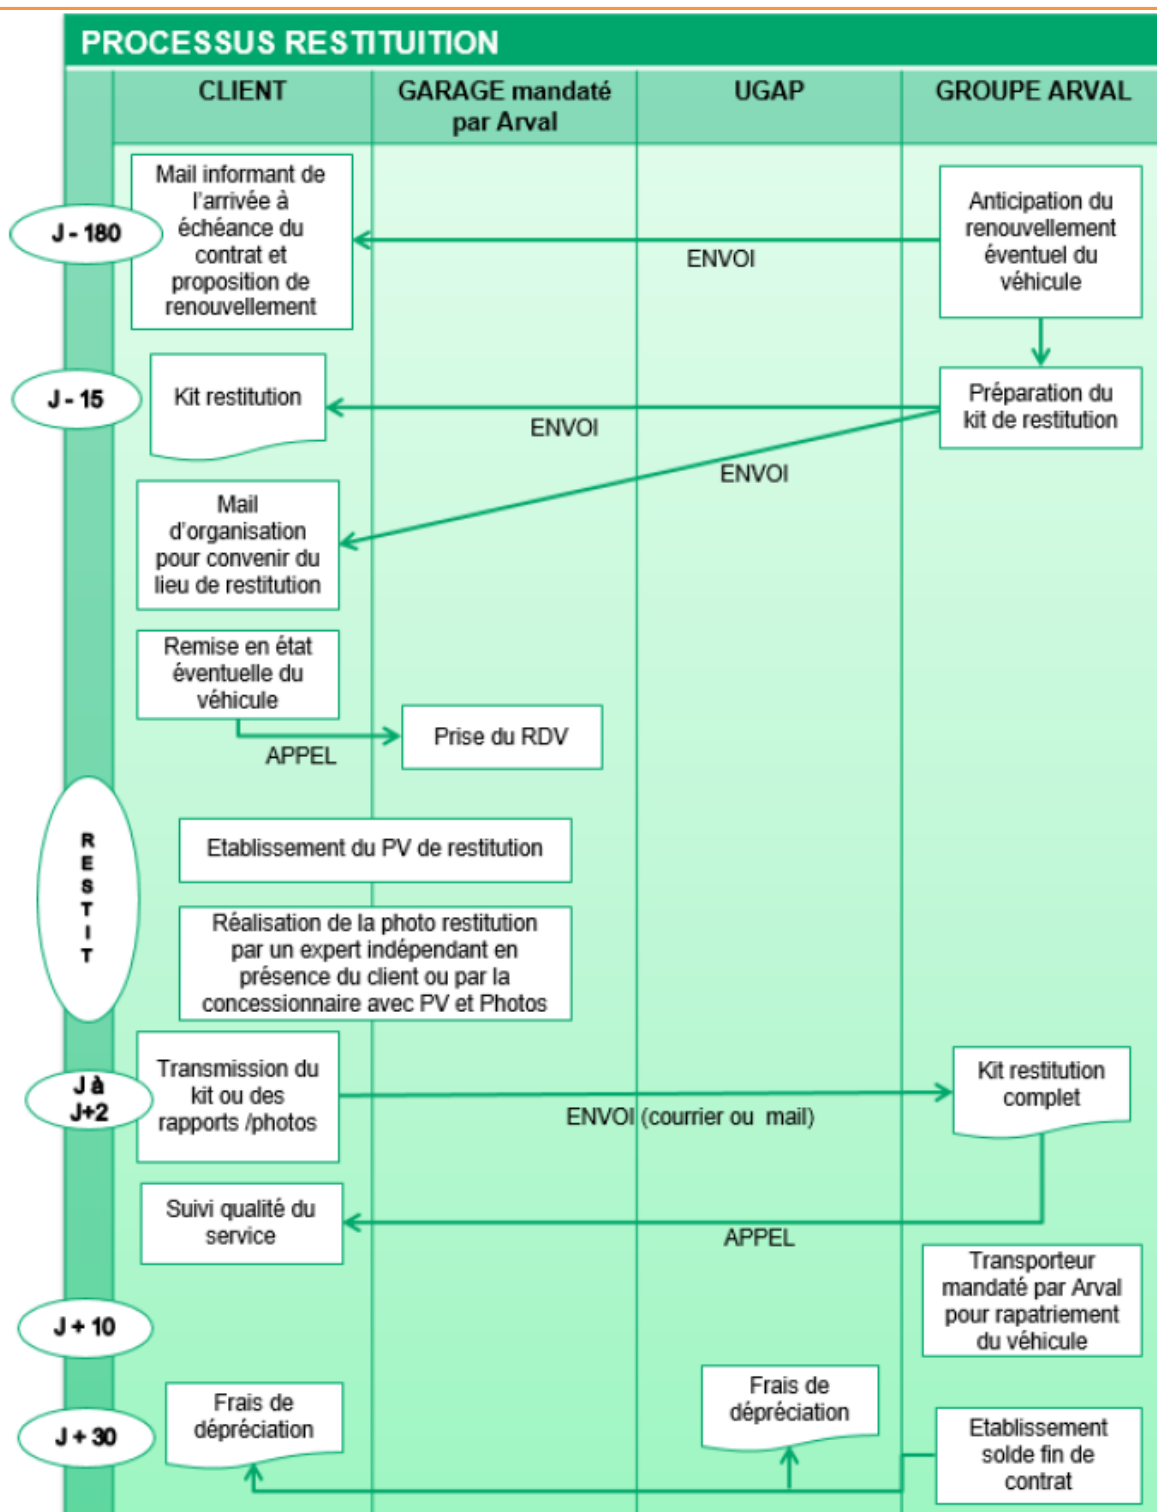 PROCESSUS RESTITUITION
CLIENT
GARAGE mandaté
par Arval
UGAP
GROUPE ARVAL
J - 180
Mail informant de
l'arrivée à
échéance du
contrat et
proposition de
renouvellement
ENVOI
Anticipation du
renouvellement
éventuel du
véhicule
J - 15
Kit restitution
ENVOI
Préparation du
kit de restitution
ENVOI
Mail
d'organisation
pour convenir du
lieu de restitution
Remise en état
éventuelle du
véhicule
APPEL
Prise du RDV
R
E
S
T
I
T
Etablissement du PV de restitution
Réalisation de la photo restitution
par un expert indépendant en
présence du client ou par la
concessionnaire avec PV et Photos
J à
J+2
Transmission du
kit ou des
rapports /photos
ENVOI (courrier ou mail)
Kit restitution
complet
Suivi qualité du
service
APPEL
Transporteur
mandaté par Arval
pour rapatriement
du véhicule
J + 10
J + 30
Frais de
dépréciation
Frais de
dépréciation
Etablissement
solde fin de
contrat